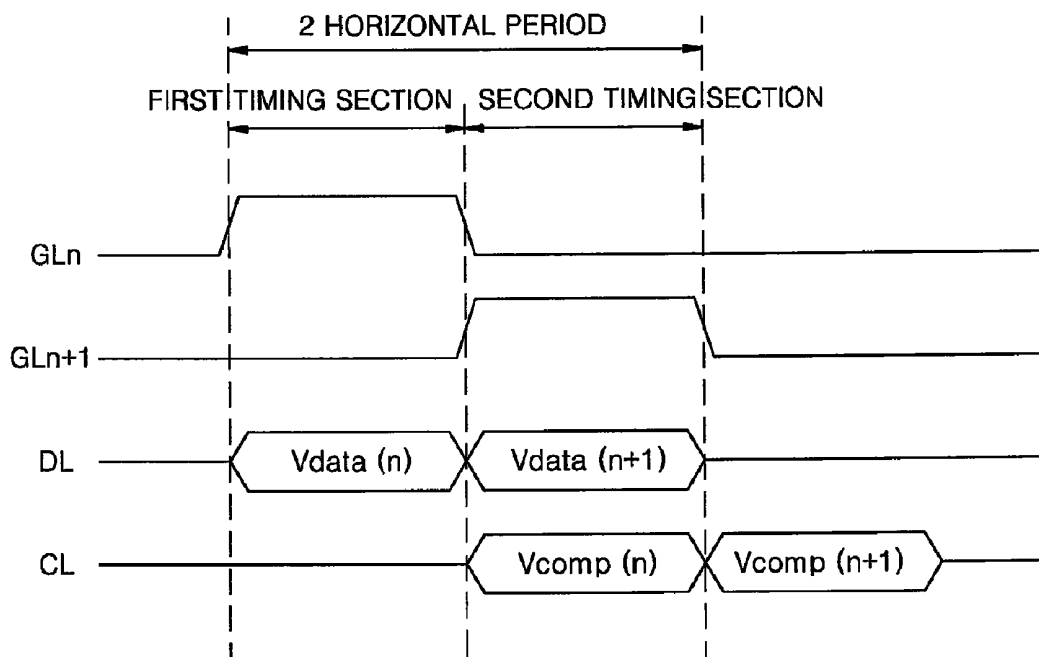 2 HORIZONTAL PERIOD
FIRST TIMING SECTION SECOND TIMING SECTION
GLn
GLn+1
DL Vdata (n) Vdata (n+1)
CL Vcomp (n) Vcomp (n+1)